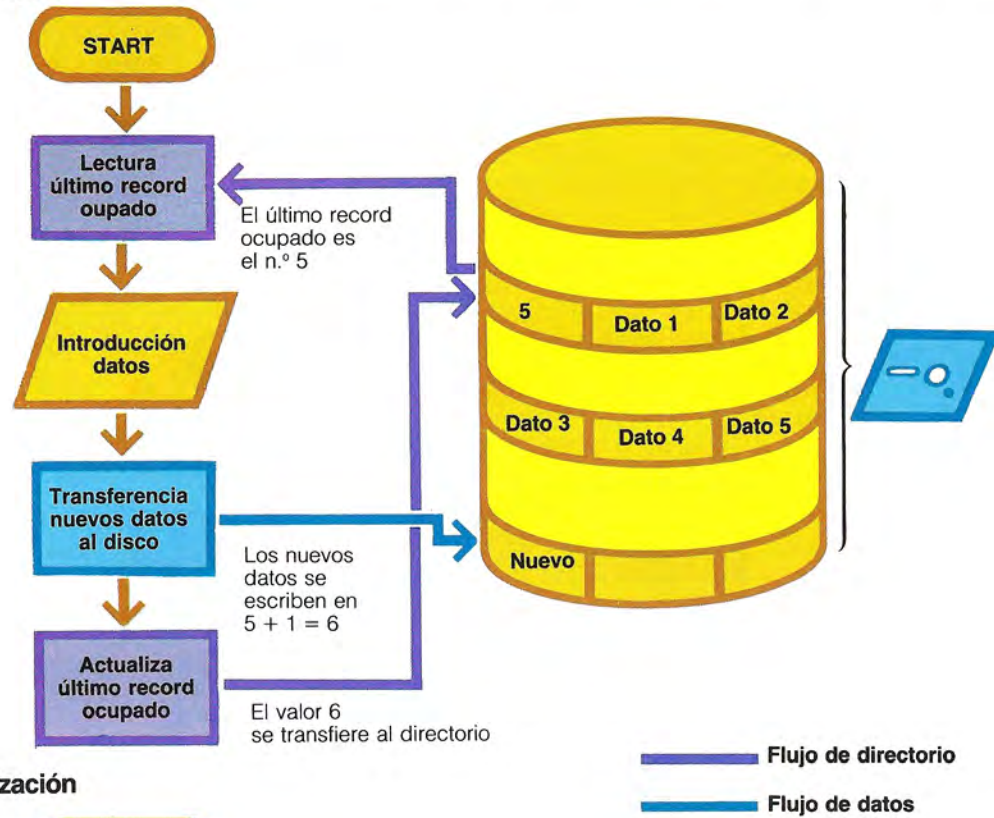 START
Lectura
último record
oupado
El último record
ocupado es
el n.º 5
5
Dato 1
Dato 2
Introducción
datos
Dato 3
Dato 4
Dato 5
Transferencia
nuevos datos
al disco
Los nuevos
datos se
escriben en
5 + 1 = 6
Nuevo
Actualiza
último record
ocupado
El valor 6
se transfiere al directorio
Flujo de directorio
Flujo de datos
zación